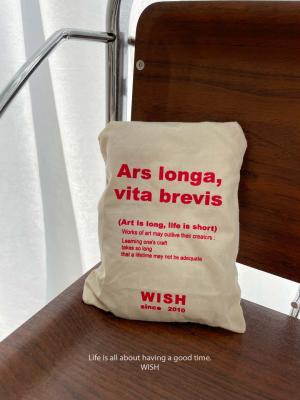 Ars longa,
vita brevis
(Art is long, life is short)
Works of art may outlive their creators :
Learning one's craft
takes so long
that a lifetime may not be adequate
WISH
since 2010
Life is all about having a good time.
WISH